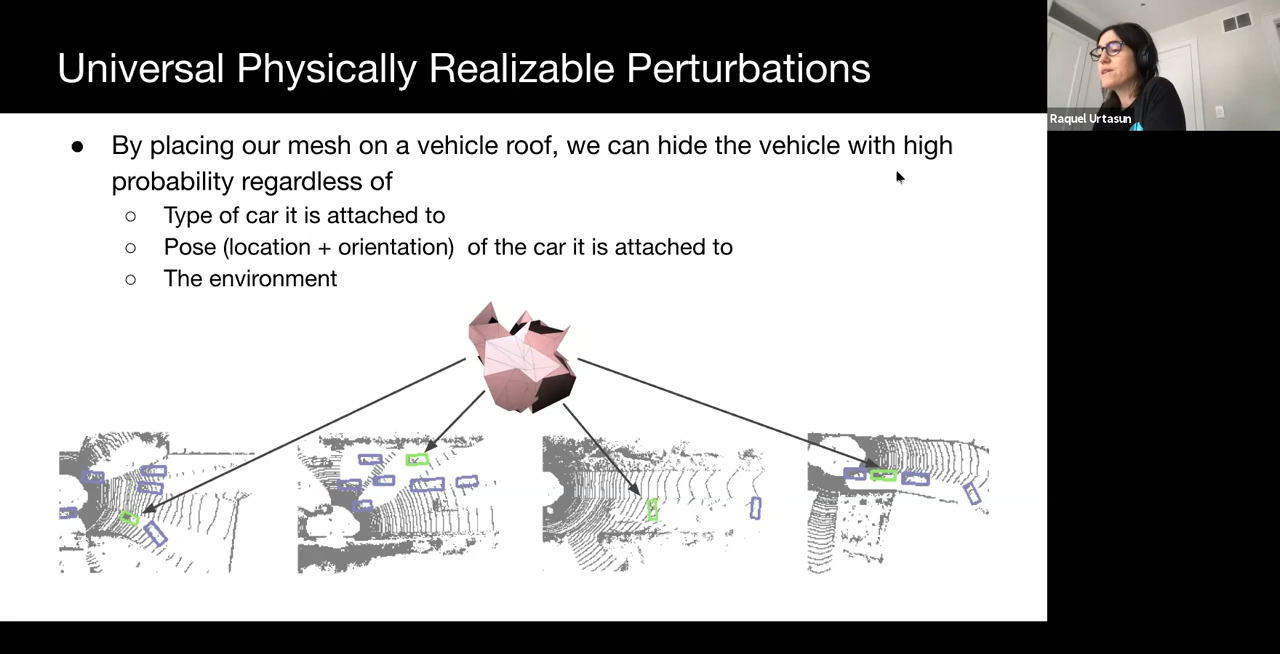 Universal Physically Realizable Perturbations
Raquel Urtasun
● By placing our mesh on a vehicle roof, we can hide the vehicle with high
probability regardless of
○ Type of car it is attached to
○ Pose (location + orientation) of the car it is attached to
○ The environment